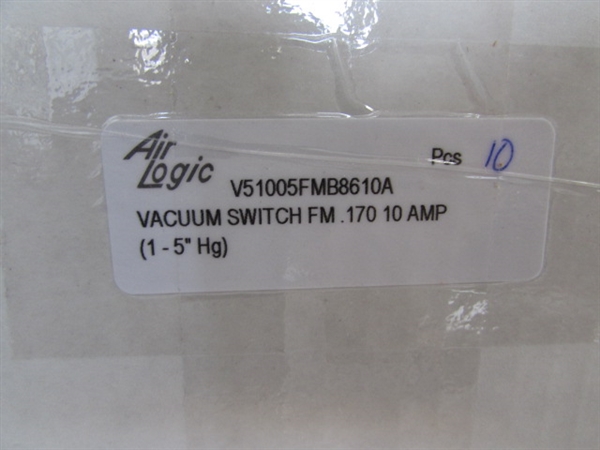 Air
Logic
Pcs 10
V51005FMB8610A
VACUUM SWITCH FM .170 10 AMP
(1 - 5" Hg)